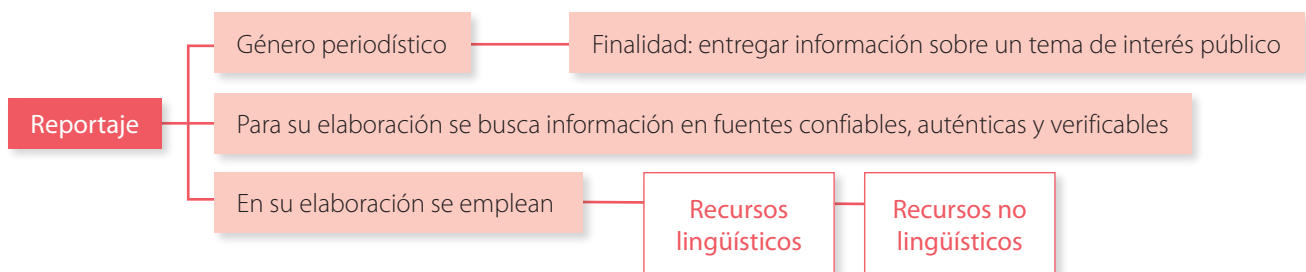 Género periodístico
Finalidad: entregar información sobre un tema de interés público
Reportaje
Para su elaboración se busca información en fuentes confiables, auténticas y verificables
En su elaboración se emplean
Recursos
lingüísticos
Recursos no
lingüísticos